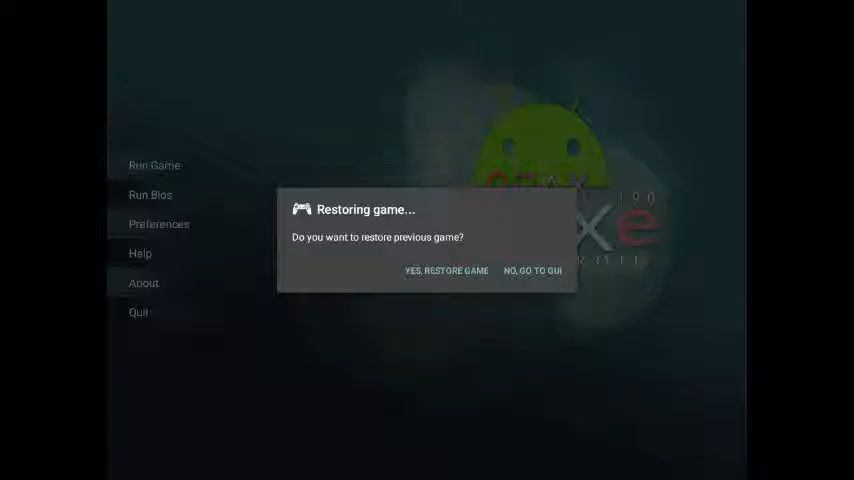 Run Game
Run Bios
Preferences
Help
About
Quit
Restoring game...
Do you want to restore previous game?
YES, RESTORE GAME
NO, GO TO GUI
xe